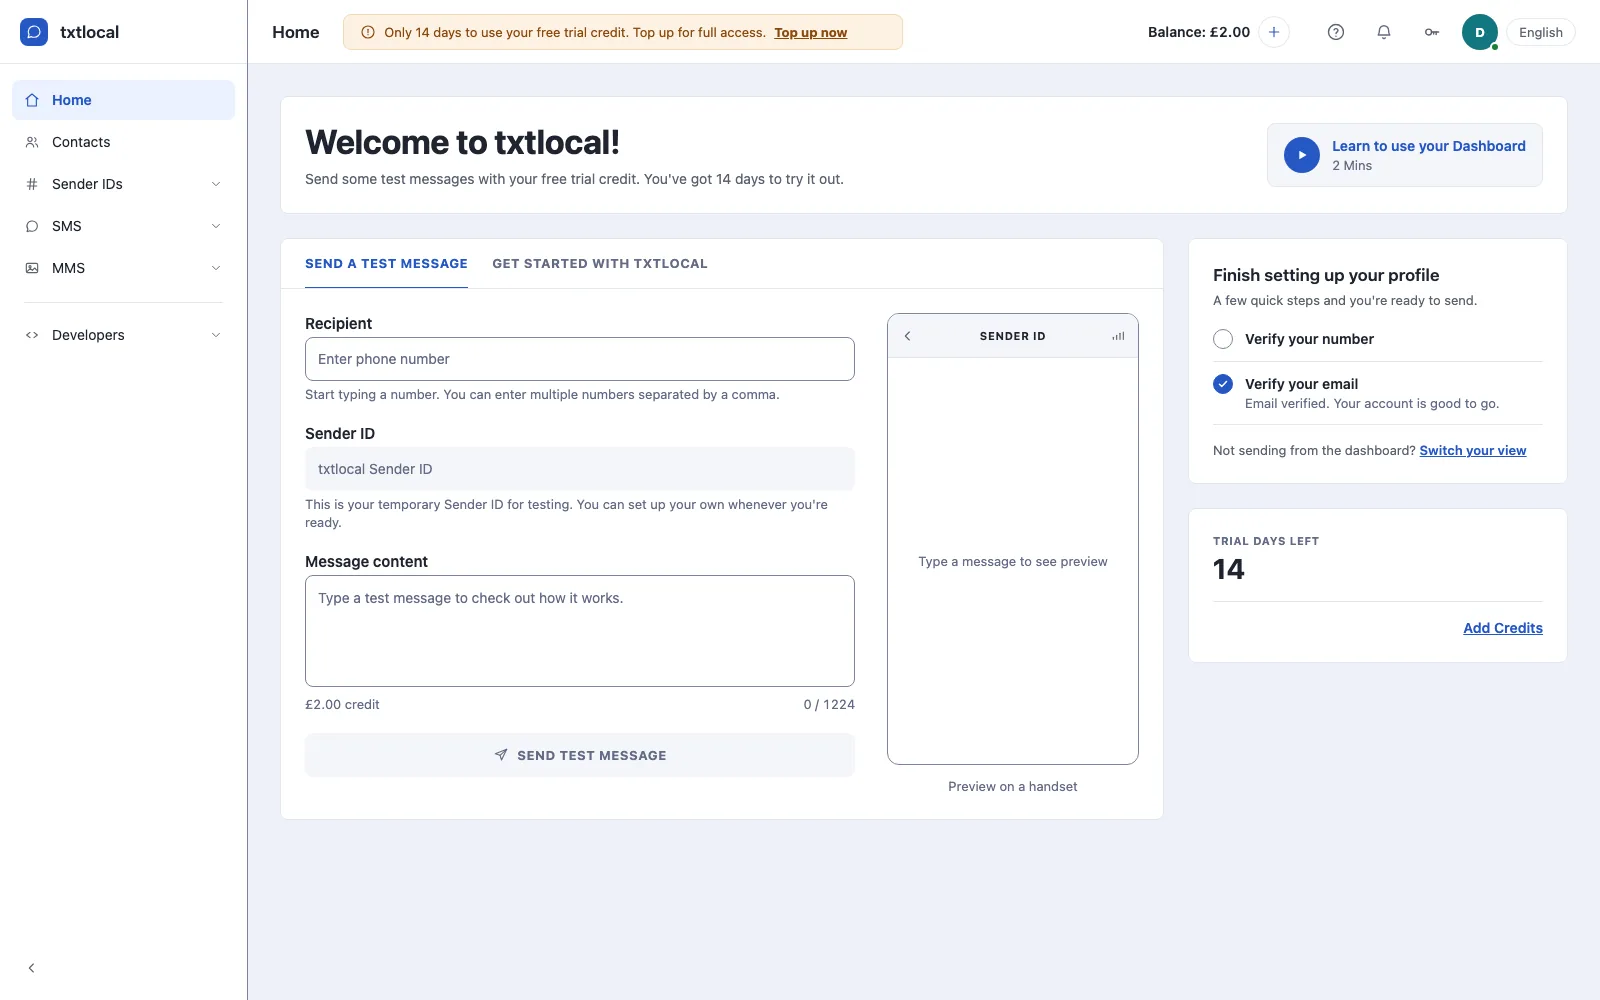 txtlocal
Home
Contacts
Sender IDs
SMS
MMS
Developers
Home
Only 14 days to use your free trial credit. Top up for full access. Top up now
Balance: £2.00
D
English
Welcome to txtlocal!
Send some test messages with your free trial credit. You've got 14 days to try it out.
Learn to use your Dashboard
2 Mins
SEND A TEST MESSAGE
GET STARTED WITH TXTLOCAL
Recipient
Enter phone number
Start typing a number. You can enter multiple numbers separated by a comma.
Sender ID
txtlocal Sender ID
This is your temporary Sender ID for testing. You can set up your own whenever you're
ready.
Message content
Type a test message to check out how it works.
£2.00 credit
0 / 1224
SEND TEST MESSAGE
SENDER ID
Type a message to see preview
Preview on a handset
Finish setting up your profile
A few quick steps and you're ready to send.
Verify your number
Verify your email
Email verified. Your account is good to go.
Not sending from the dashboard? Switch your view
TRIAL DAYS LEFT
14
Add Credits